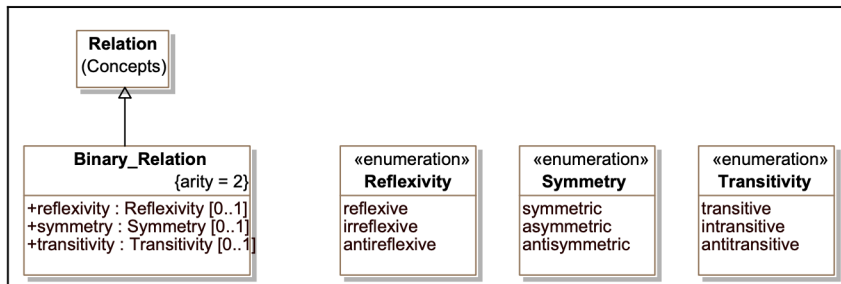 Relation
(Concepts)
Binary_Relation
{arity = 2}
+reflexivity : Reflexivity [0..1]
+symmetry : Symmetry [0..1]
+transitivity : Transitivity [0..1]
«enumeration»
Reflexivity
reflexive
irreflexive
antireflexive
«enumeration»
Symmetry
symmetric
asymmetric
antisymmetric
«enumeration»
Transitivity
transitive
intransitive
antitransitive